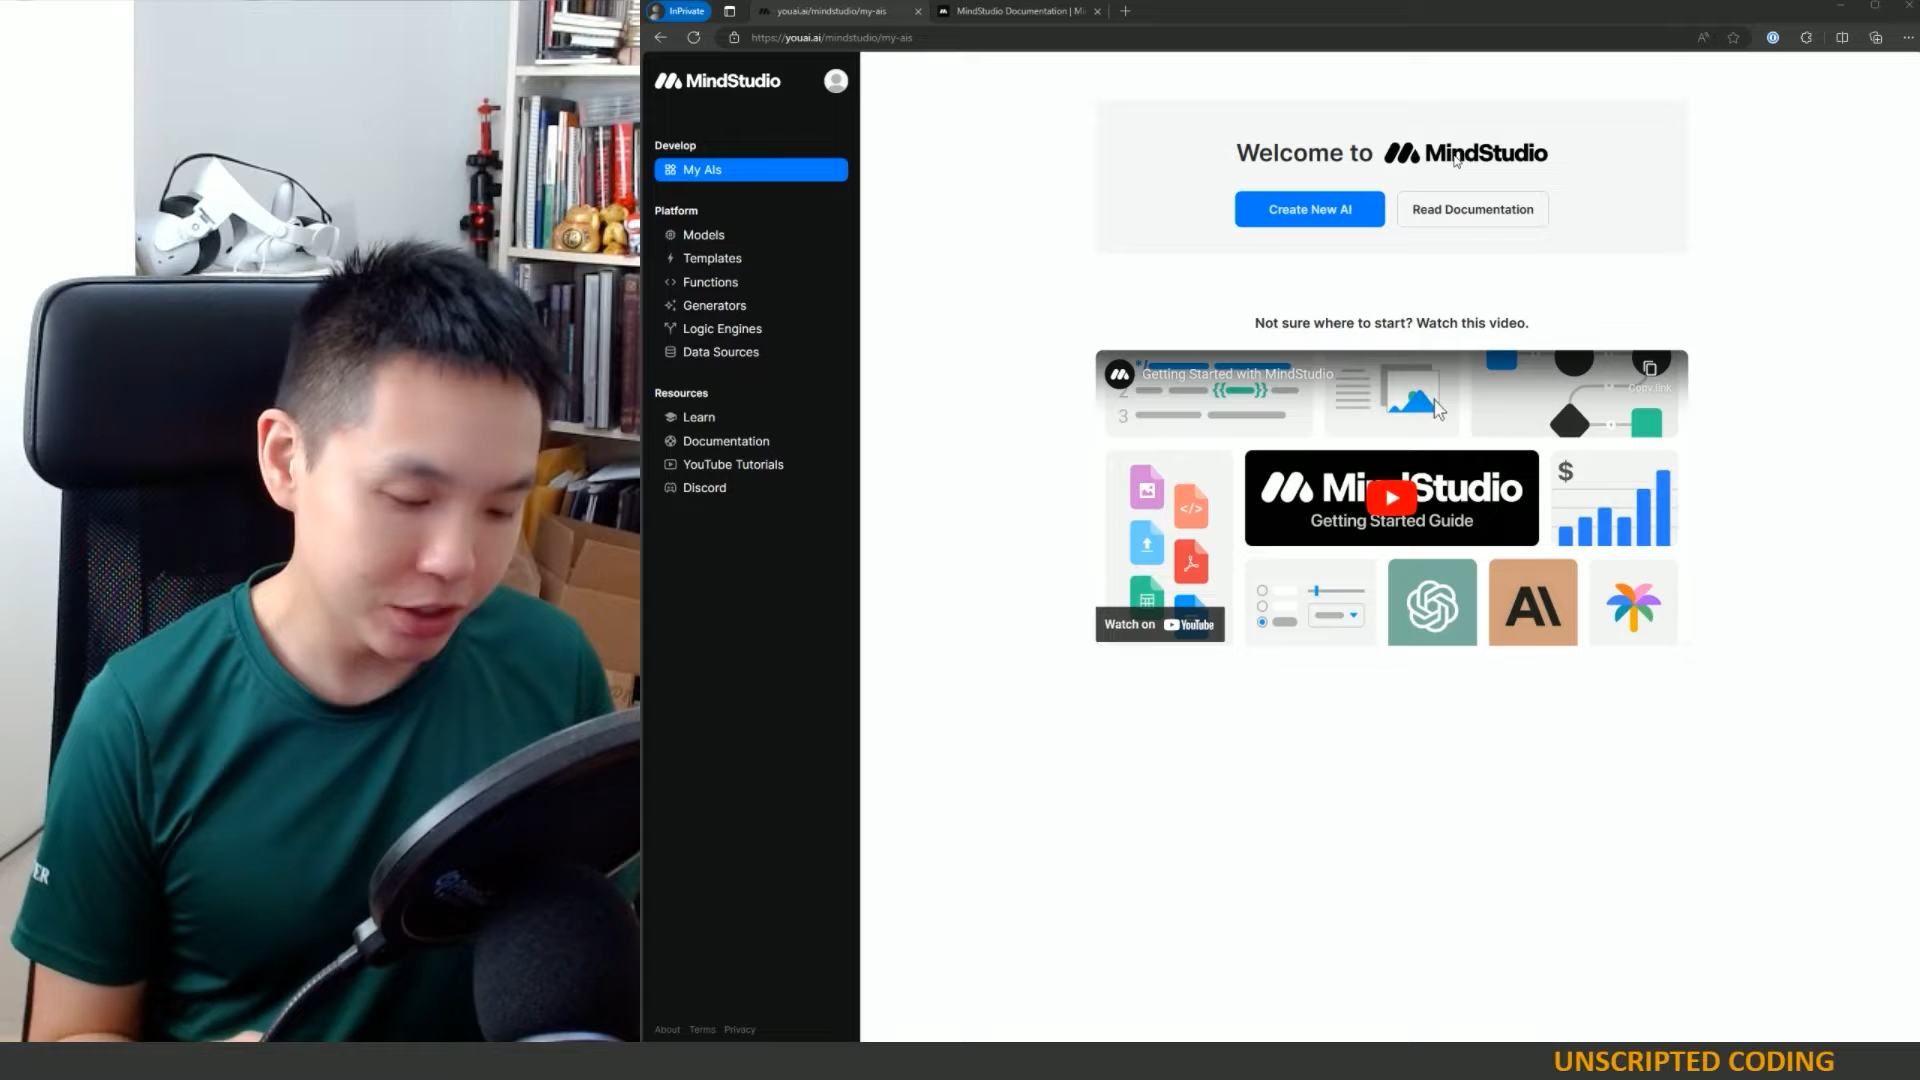 InPrivate
youai.ai/mindstudio/my-ais
MindStudio Documentation | Mi
https://youai.ai/mindstudio/my-ais
MindStudio
Develop
My AIs
Platform
Models
Templates
Functions
Generators
Logic Engines
Data Sources
Resources
Learn
Documentation
YouTube Tutorials
Discord
About Terms Privacy
Welcome to MindStudio
Create New AI
Read Documentation
Not sure where to start? Watch this video.
Getting Started with MindStudio
Copy link
2
{{ }}
3
MindStudio
Getting Started Guide
$
</>
Watch on YouTube
UNSCRIPTED CODING